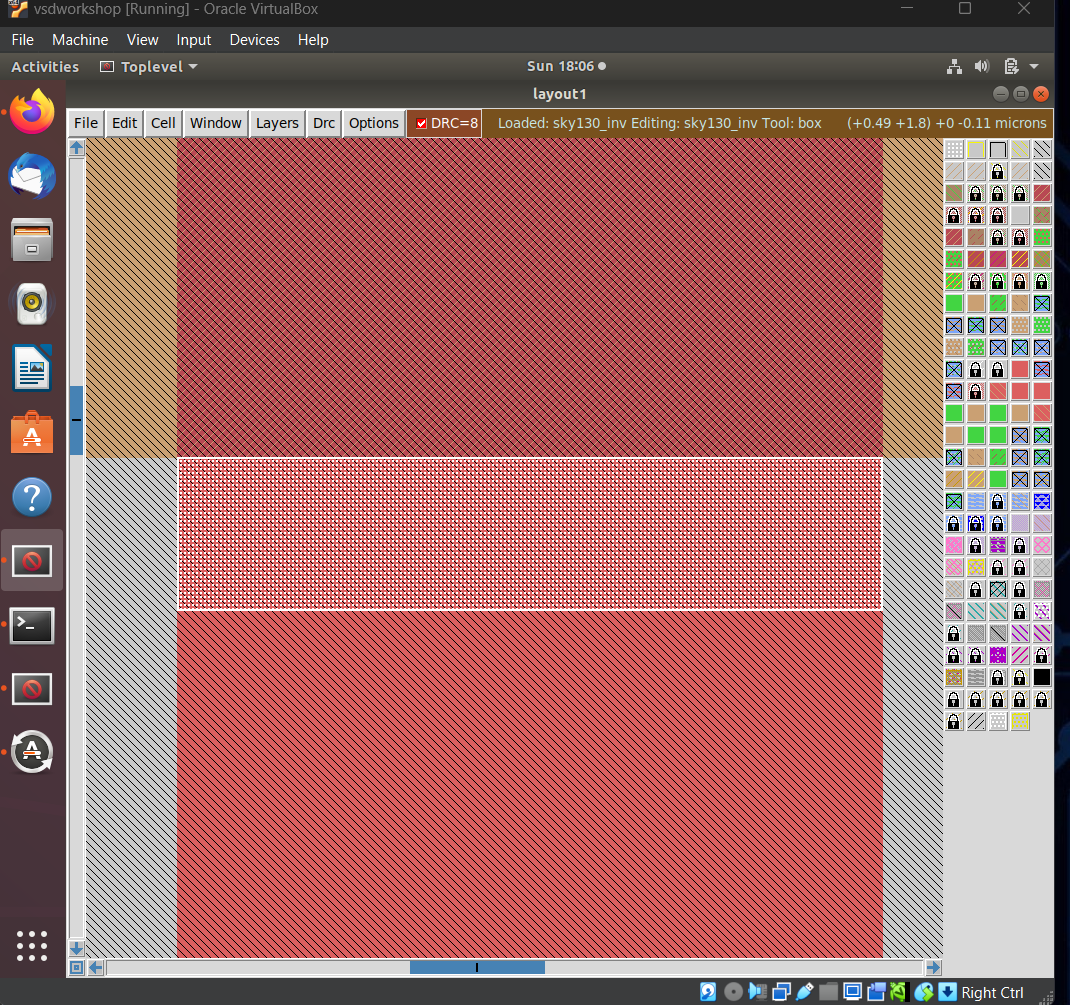 vsdworkshop [Running] - Oracle VirtualBox
File Machine View Input Devices Help
Activities Toplevel Sun 18:06
layout1
File Edit Cell Window Layers Drc Options DRC=8 Loaded: sky130_inv Editing: sky130_inv Tool: box (+0.49 +1.8) +0 -0.11 microns
Right Ctrl